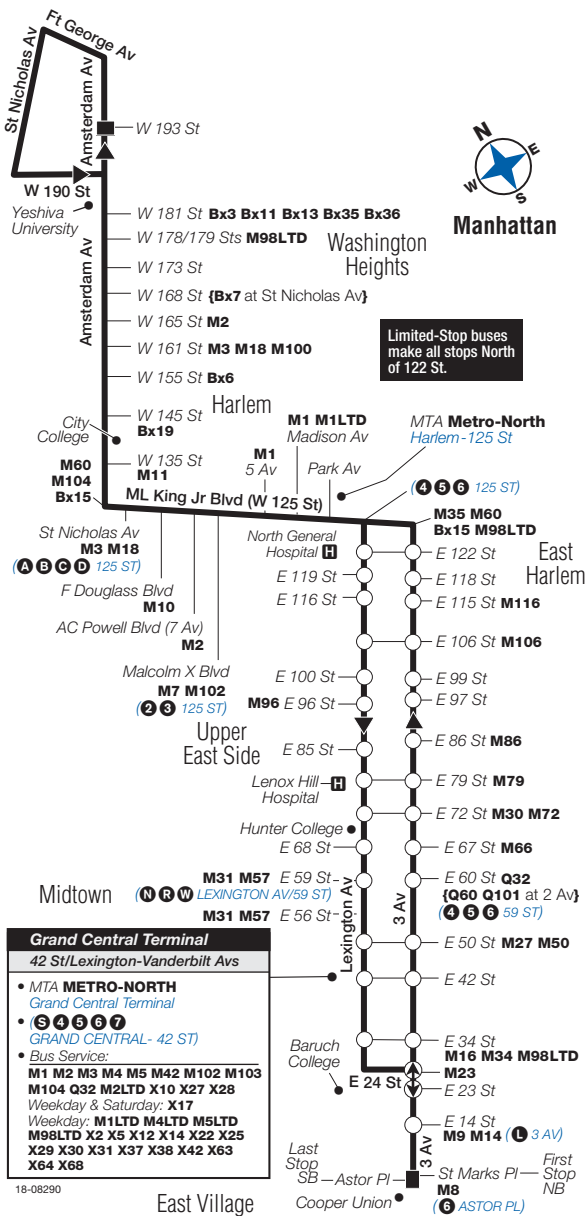 Ft George Av
St Nicholas Av
Amsterdam Av
W 193 St
W 190 St
Yeshiva
University
N
E
W
S
Manhattan
W 181 St Bx3 Bx11 Bx13 Bx35 Bx36
W 178/179 Sts M98LTD
Washington
Heights
W 173 St
Amsterdam Av
W 168 St {Bx7 at St Nicholas Av}
W 165 St M2
W 161 St M3 M18 M100
Limited-Stop buses
make all stops North
of 122 St.
W 155 St Bx6
Harlem
W 145 St
Bx19
City
College
M1 M1LTD
Madison Av
MTA Metro-North
Harlem-125 St
M1
5 Av
Park Av
W 135 St
M11
M60
M104
Bx15
ML King Jr Blvd (W 125 St)
(4 5 6 125 ST)
M35 M60
Bx15 M98LTD
St Nicholas Av
M3 M18
(A B C D 125 ST)
F Douglass Blvd
M10
AC Powell Blvd (7 Av)
M2
Malcolm X Blvd
M7 M102
(2 3 125 ST)
North General
Hospital H
E 122 St
East
Harlem
E 119 St
E 118 St
E 116 St
E 115 St M116
E 106 St M106
E 100 St
E 99 St
M96 E 96 St
E 97 St
Upper
East Side
E 85 St
E 86 St M86
Lenox Hill
Hospital
H
E 79 St M79
E 72 St M30 M72
Hunter College
E 68 St
E 67 St M66
Midtown
M31 M57 E 59 St
(N R W LEXINGTON AV/59 ST)
M31 M57 E 56 St
E 60 St Q32
{Q60 Q101 at 2 Av}
(4 5 6 59 ST)
Lexington Av
3 Av
E 50 St M27 M50
E 42 St
Grand Central Terminal
42 St/Lexington-Vanderbilt Avs
• MTA METRO-NORTH
Grand Central Terminal
• (S 4 5 6 7
GRAND CENTRAL- 42 ST)
• Bus Service:
M1 M2 M3 M4 M5 M42 M102 M103
M104 Q32 M2LTD X10 X27 X28
Weekday & Saturday: X17
Weekday: M1LTD M4LTD M5LTD
M98LTD X2 X5 X12 X14 X22 X25
X29 X30 X31 X37 X38 X42 X63
X64 X68
E 34 St
M16 M34 M98LTD
M23
Baruch
College
E 24 St
E 23 St
E 14 St
M9 M14 (L 3 AV)
3 Av
Last
Stop
SB
Astor Pl
St Marks Pl
First
Stop
NB
M8
(6 ASTOR PL)
Cooper Union
18-08290
East Village